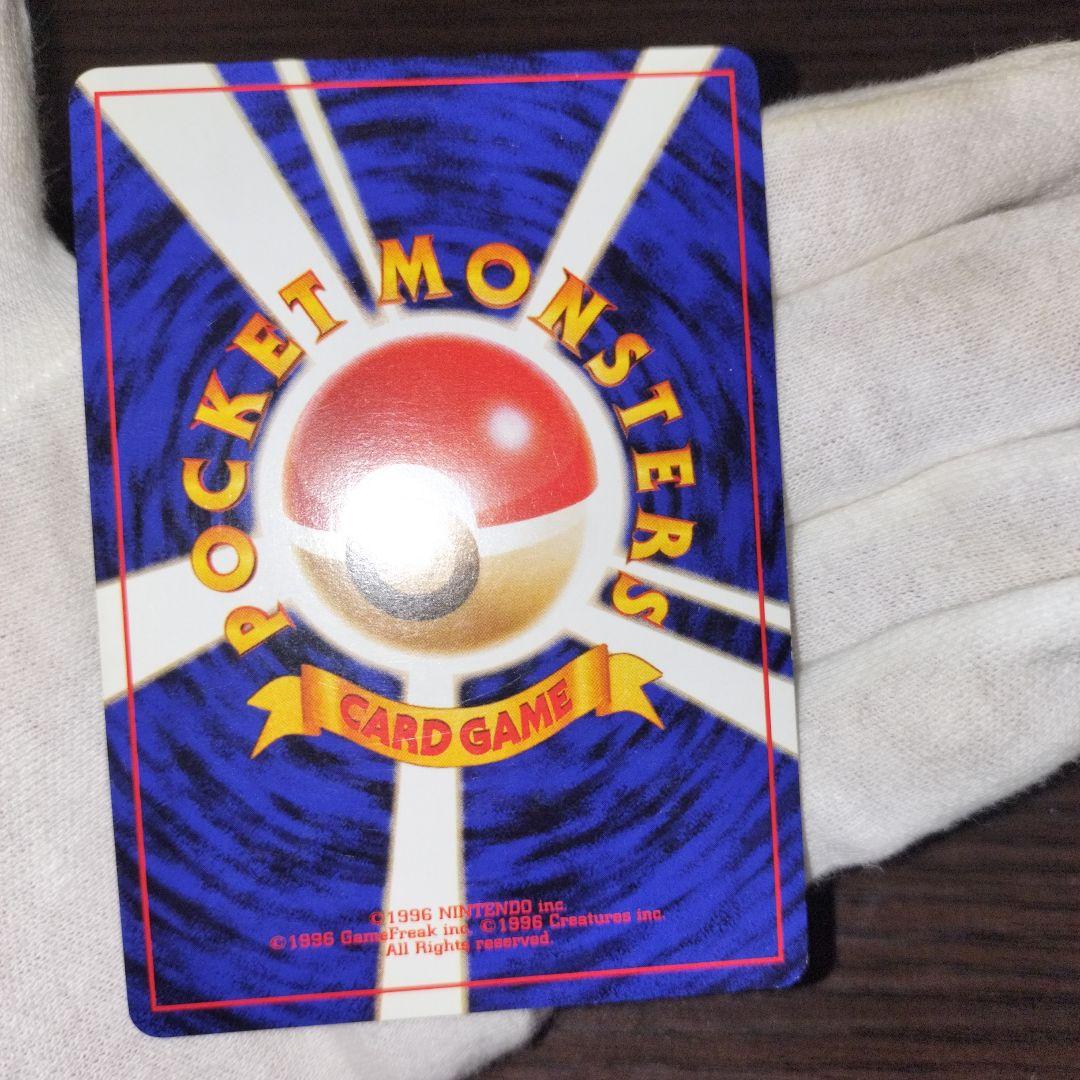 POCKET MONSTERS
CARD GAME
©1996 NINTENDO inc.
©1996 GameFreak inc. ©1996 Creatures inc.
All Rights reserved.